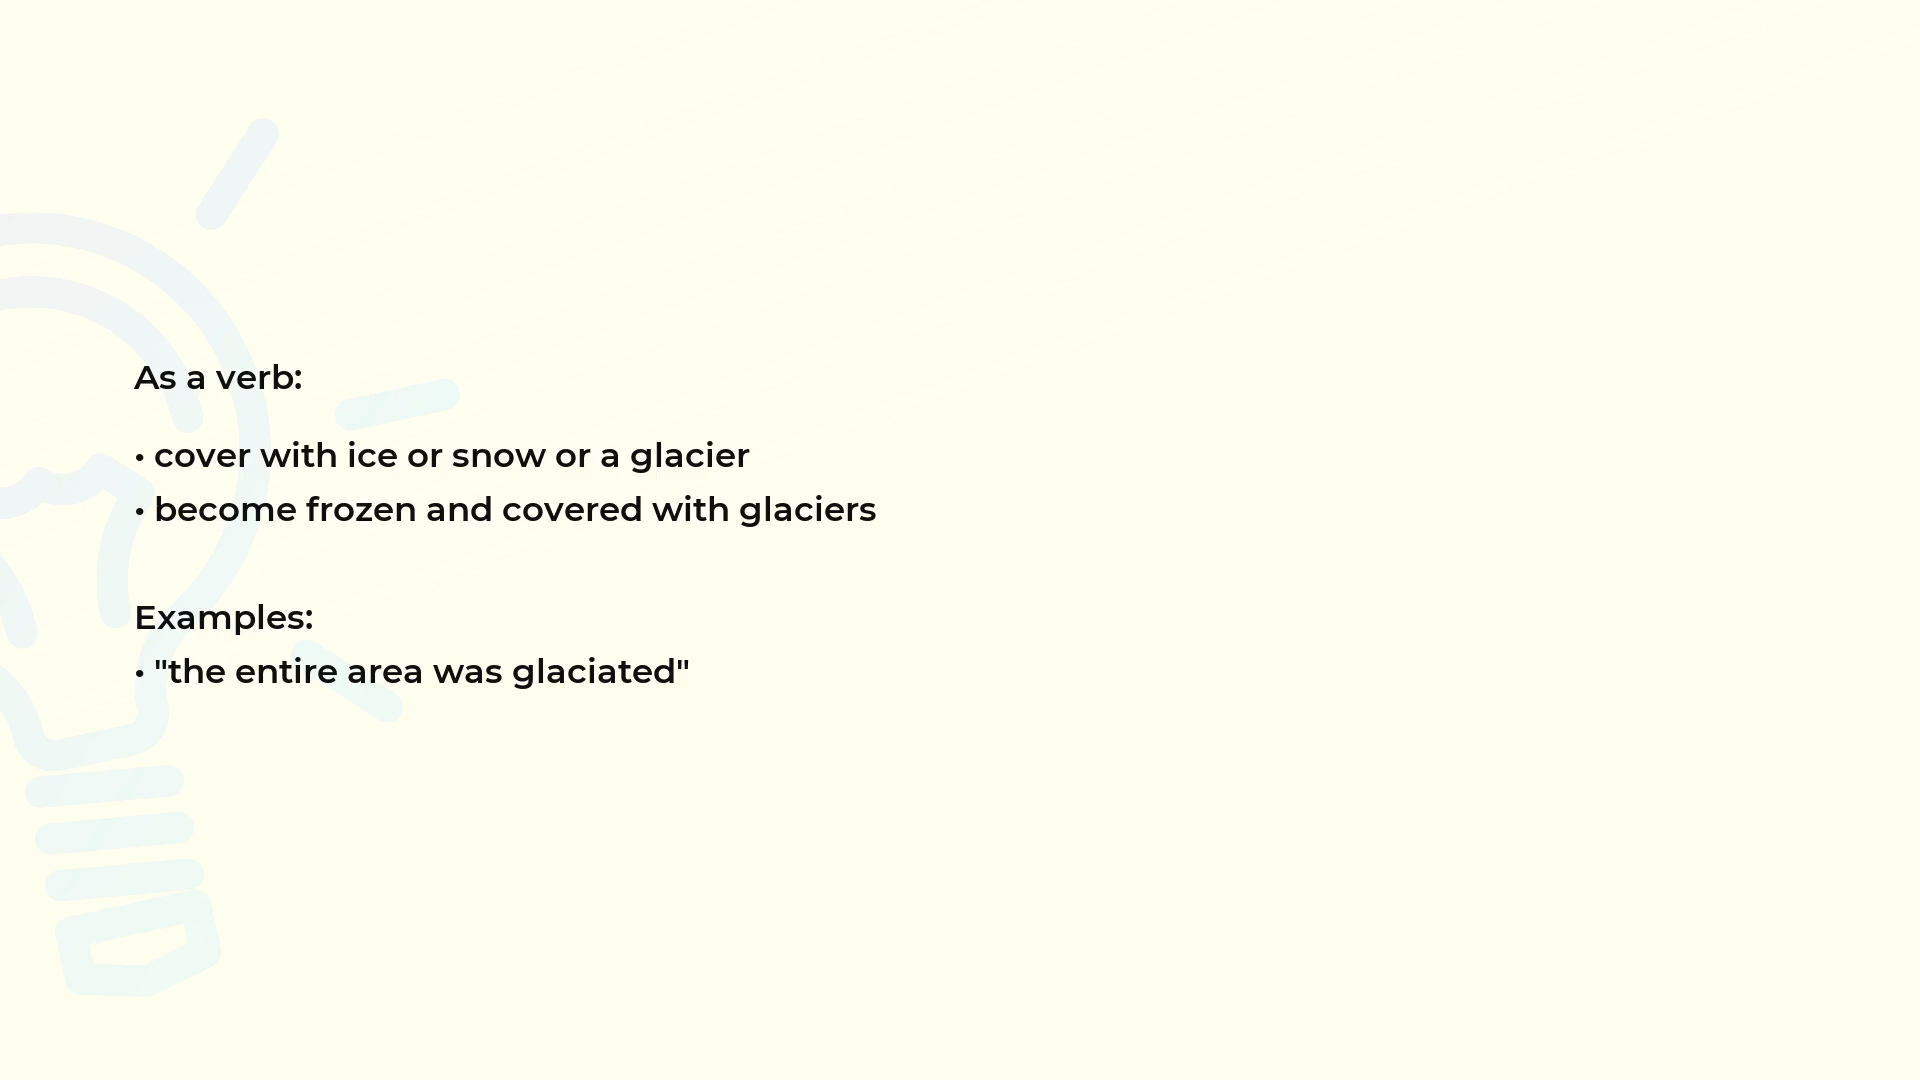 As a verb:
• cover with ice or snow or a glacier
• become frozen and covered with glaciers
Examples:
• "the entire area was glaciated"